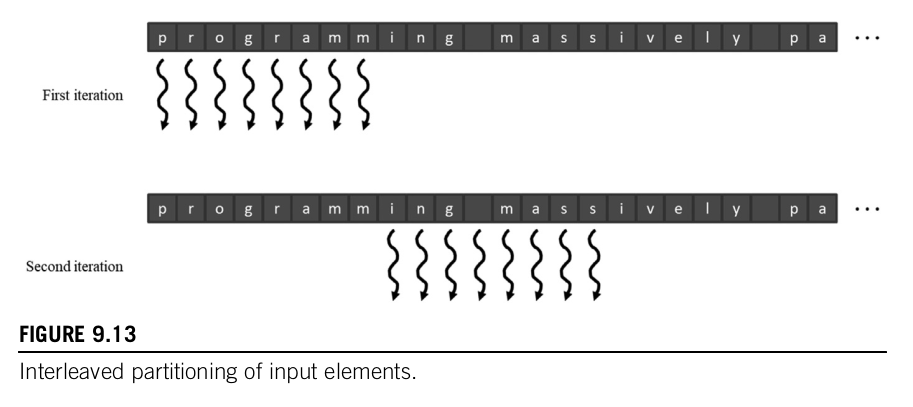 p r o g r a m m i n g m a s s i v e l y p a ...
First iteration
p r o g r a m m i n g m a s s i v e l y p a ...
Second iteration
FIGURE 9.13
Interleaved partitioning of input elements.